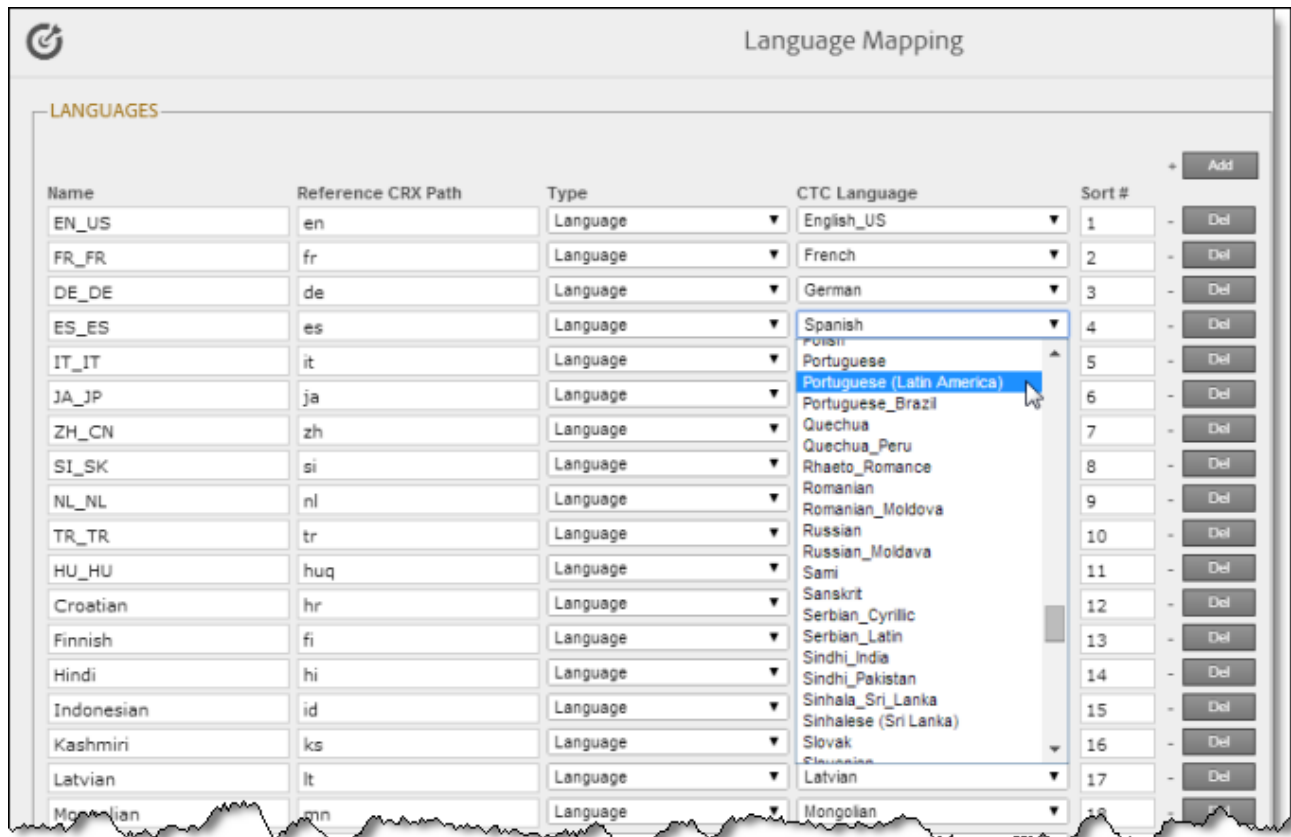 Language Mapping
LANGUAGES
+ Add
Name Reference CRX Path Type CTC Language Sort #
EN_US en Language English_US 1 - Del
FR_FR fr Language French 2 - Del
DE_DE de Language German 3 - Del
ES_ES es Language Spanish 4 - Del
Polish
IT_IT it Language Portuguese 5 - Del
Portuguese (Latin America)
JA_JP ja Language Portuguese_Brazil 6 - Del
ZH_CN zh Language Quechua 7 - Del
Quechua_Peru
SI_SK si Language Rhaeto_Romance 8 - Del
Romanian
NL_NL nl Language Romanian_Moldova 9 - Del
TR_TR tr Language Russian 10 - Del
Russian_Moldava
HU_HU huq Language Sami 11 - Del
Sanskrit
Croatian hr Language Serbian_Cyrillic 12 - Del
Finnish fi Language Serbian_Latin 13 - Del
Sindhi_India
Hindi hi Language Sindhi_Pakistan 14 - Del
Sinhala_Sri_Lanka
Indonesian id Language Sinhalese (Sri Lanka) 15 - Del
Kashmiri ks Language Slovak 16 - Del
Slovenian
Latvian lt Language Latvian 17 - Del
Mongolian mn Language Mongolian 18